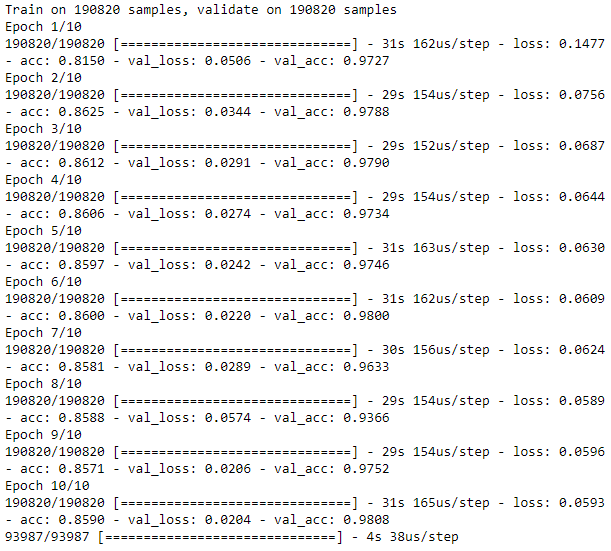 Train on 190820 samples, validate on 190820 samples
Epoch 1/10
190820/190820 [==============================] - 31s 162us/step - loss: 0.1477
- acc: 0.8150 - val_loss: 0.0506 - val_acc: 0.9727
Epoch 2/10
190820/190820 [==============================] - 29s 154us/step - loss: 0.0756
- acc: 0.8625 - val_loss: 0.0344 - val_acc: 0.9788
Epoch 3/10
190820/190820 [==============================] - 29s 152us/step - loss: 0.0687
- acc: 0.8612 - val_loss: 0.0291 - val_acc: 0.9790
Epoch 4/10
190820/190820 [==============================] - 29s 154us/step - loss: 0.0644
- acc: 0.8606 - val_loss: 0.0274 - val_acc: 0.9734
Epoch 5/10
190820/190820 [==============================] - 31s 163us/step - loss: 0.0630
- acc: 0.8597 - val_loss: 0.0242 - val_acc: 0.9746
Epoch 6/10
190820/190820 [==============================] - 31s 162us/step - loss: 0.0609
- acc: 0.8600 - val_loss: 0.0220 - val_acc: 0.9800
Epoch 7/10
190820/190820 [==============================] - 30s 156us/step - loss: 0.0624
- acc: 0.8581 - val_loss: 0.0289 - val_acc: 0.9633
Epoch 8/10
190820/190820 [==============================] - 29s 154us/step - loss: 0.0589
- acc: 0.8588 - val_loss: 0.0574 - val_acc: 0.9366
Epoch 9/10
190820/190820 [==============================] - 29s 154us/step - loss: 0.0596
- acc: 0.8571 - val_loss: 0.0206 - val_acc: 0.9752
Epoch 10/10
190820/190820 [==============================] - 31s 165us/step - loss: 0.0593
- acc: 0.8590 - val_loss: 0.0204 - val_acc: 0.9808
93987/93987 [==============================] - 4s 38us/step